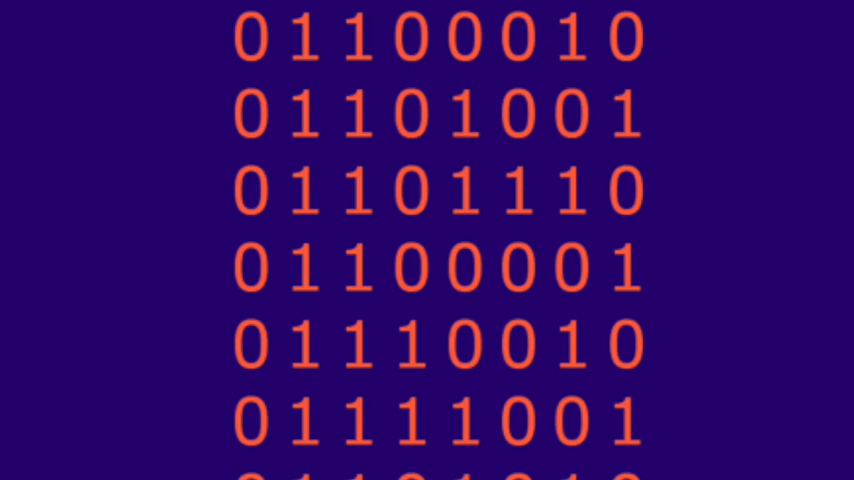 0 1 1 0 0 0 1 0
0 1 1 0 1 0 0 1
0 1 1 0 1 1 1 0
0 1 1 0 0 0 0 1
0 1 1 1 0 0 1 0
0 1 1 1 1 0 0 1